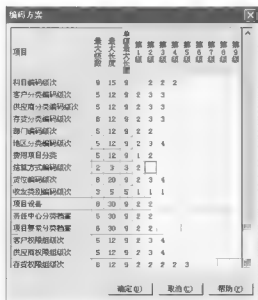 编码方案
项目 最大级数 最大长度 单级最大长度 第1级 第2级 第3级 第4级 第5级 第6级 第7级 第8级 第9级
科目编码级次 9 15 9 2 2 2
客户分类编码级次 5 12 9 2 3 3
供应商分类编码级次 5 12 9 2 3 3
存货分类编码级次 8 12 9 2 3 3
部门编码级次 5 12 9 2 2
地区分类编码级次 5 12 9 2 3 4
费用项目分类 5 12 9 1 2
结算方式编码级次 2 3 3 2
货位编码级次 8 20 9 2 3 4
收发类别编码级次 3 5 5 1 1 1
项目设备 8 30 9 2 2
责任中心分类档案 5 30 9 2 2
项目要素分类档案 6 30 9 2 2
客户权限组级次 5 12 9 2 3 4
供应商权限组级次 5 12 9 2 3 4
存货权限组级次 8 12 9 2 2 2 2 3
确定(O) 取消(C) 帮助(H)